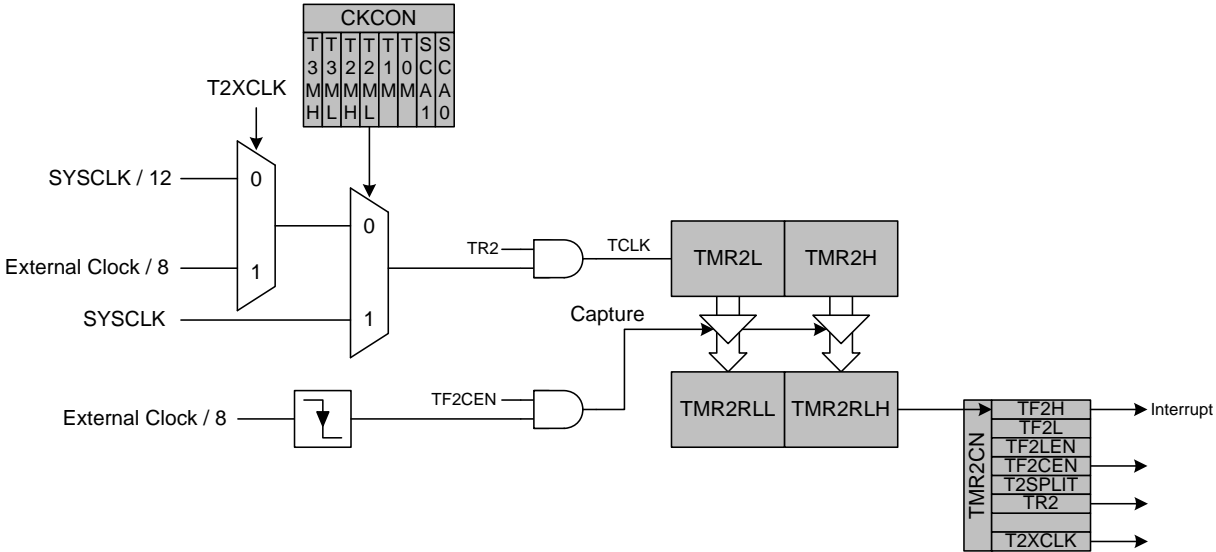 CKCON
T3MH
T3ML
T2MH
T2ML
T1M
T0M
SCA1
SCA0
T2XCLK
SYSCLK / 12
0
External Clock / 8
1
SYSCLK
0
1
TR2
TCLK
TMR2L
TMR2H
Capture
TF2CEN
External Clock / 8
TMR2RLL
TMR2RLH
TMR2CN
TF2H
TF2L
TF2LEN
TF2CEN
T2SPLIT
TR2
T2XCLK
Interrupt